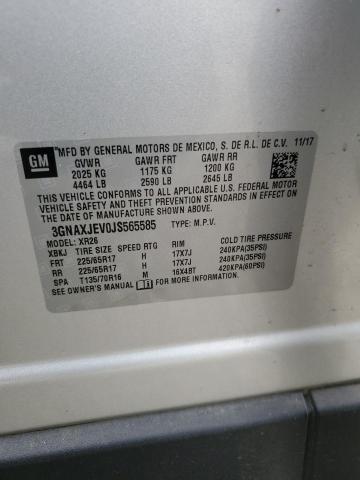 GM
MFD BY GENERAL MOTORS DE MEXICO, S. DE R.L. DE C.V. 11/17
GVWR GAWR FRT GAWR RR
2025 KG 1175 KG 1200 KG
4464 LB 2590 LB 2645 LB
THIS VEHICLE CONFORMS TO ALL APPLICABLE U.S. FEDERAL MOTOR
VEHICLE SAFETY AND THEFT PREVENTION STANDARDS IN EFFECT ON
THE DATE OF MANUFACTURE SHOWN ABOVE.
3GNAXJEV0JS565585 TYPE: M.P.V.
MODEL: XR26
XBKJ TIRE SIZE SPEED RTG RIM COLD TIRE PRESSURE
FRT 225/65R17 H 17X7J 240KPA(35PSI)
RR 225/65R17 H 17X7J 240KPA(35PSI)
SPA T135/70R16 M 16X4BT 420KPA(60PSI)
SEE OWNER'S MANUAL FOR MORE INFORMATION.